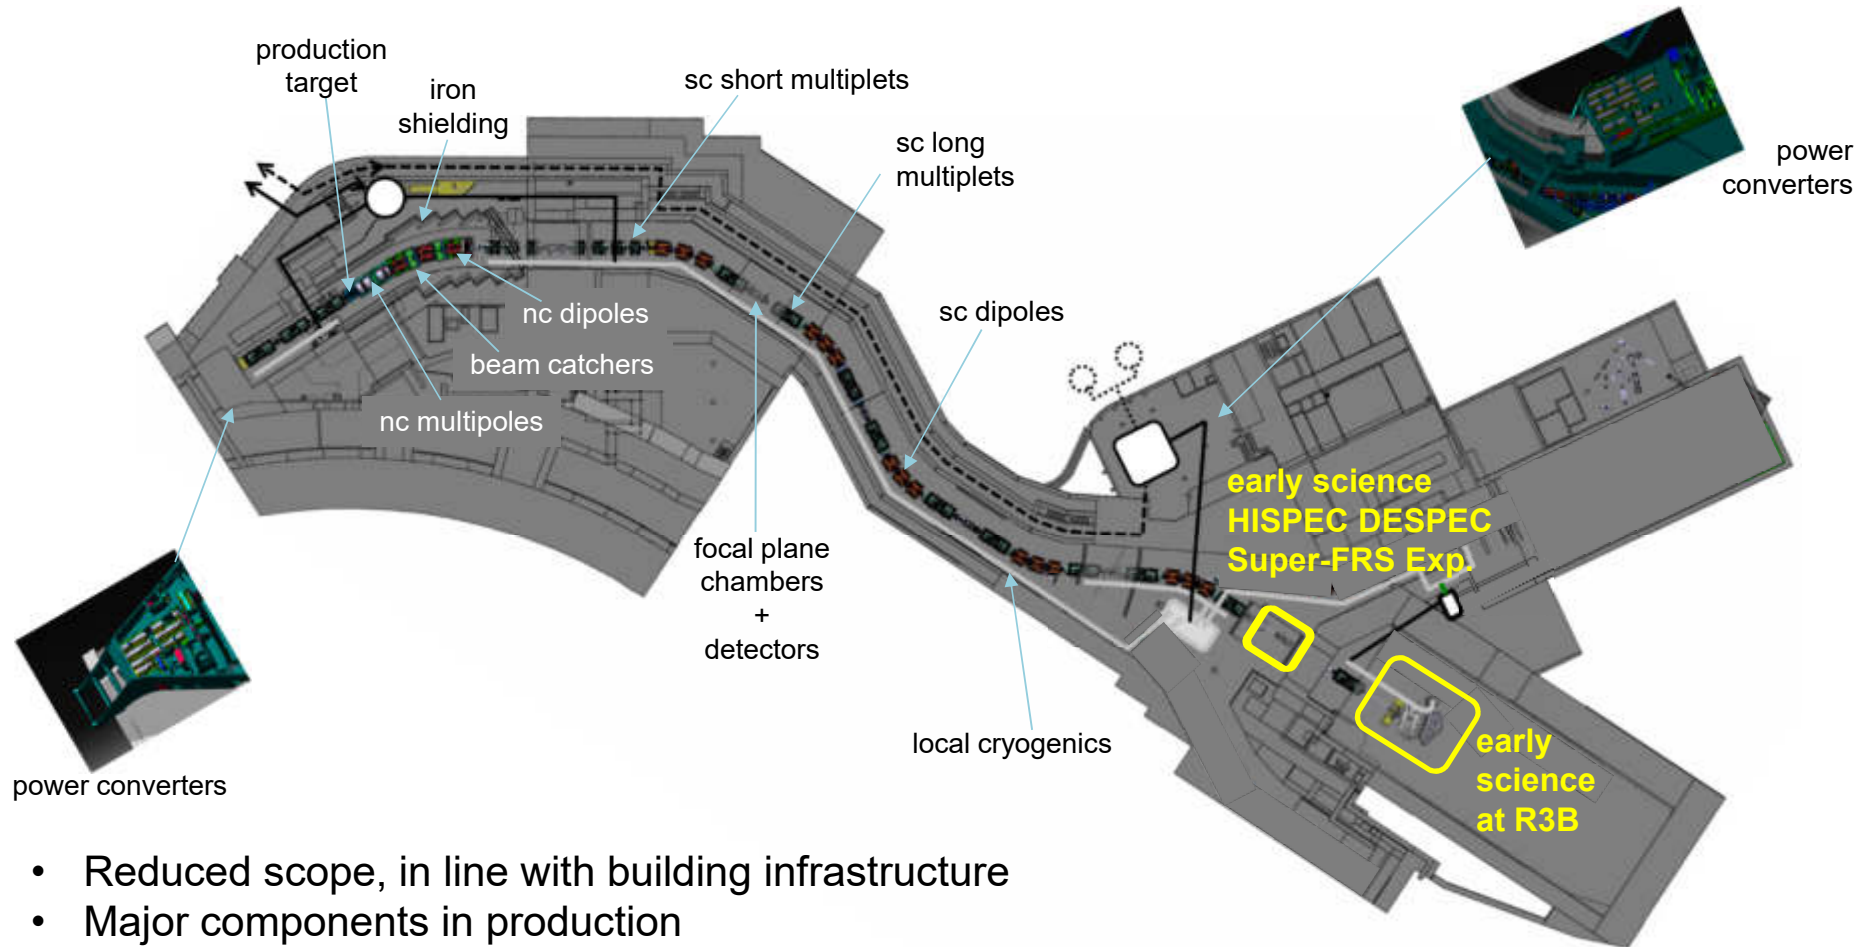 production
target
iron
shielding
sc short multiplets
sc long
multiplets
power
converters
nc dipoles
beam catchers
nc multipoles
sc dipoles
early science
HISPEC DESPEC
Super-FRS Exp.
focal plane
chambers
+
detectors
local cryogenics
early
science
at R3B
power converters
• Reduced scope, in line with building infrastructure
• Major components in production